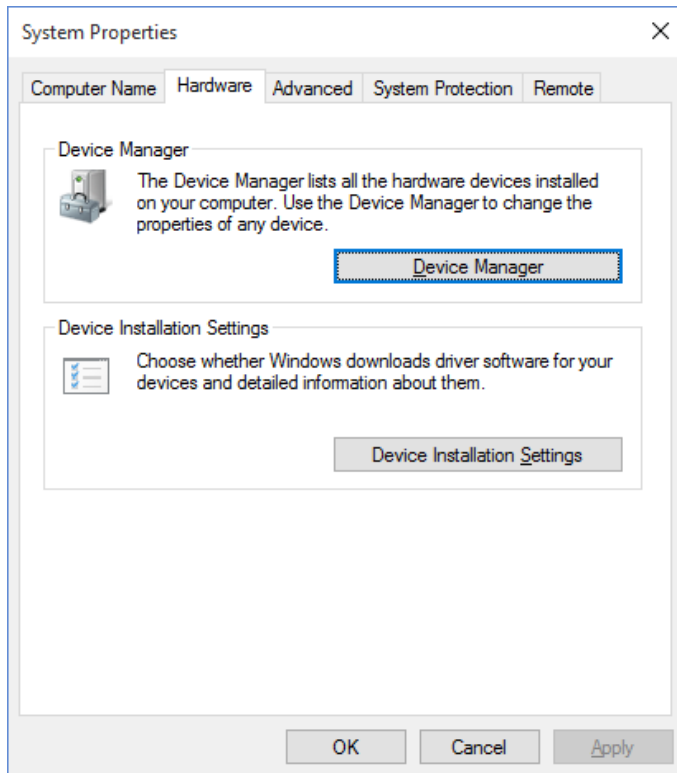 System Properties
Computer Name
Hardware
Advanced
System Protection
Remote
Device Manager
The Device Manager lists all the hardware devices installed
on your computer. Use the Device Manager to change the
properties of any device.
Device Manager
Device Installation Settings
Choose whether Windows downloads driver software for your
devices and detailed information about them.
Device Installation Settings
OK
Cancel
Apply